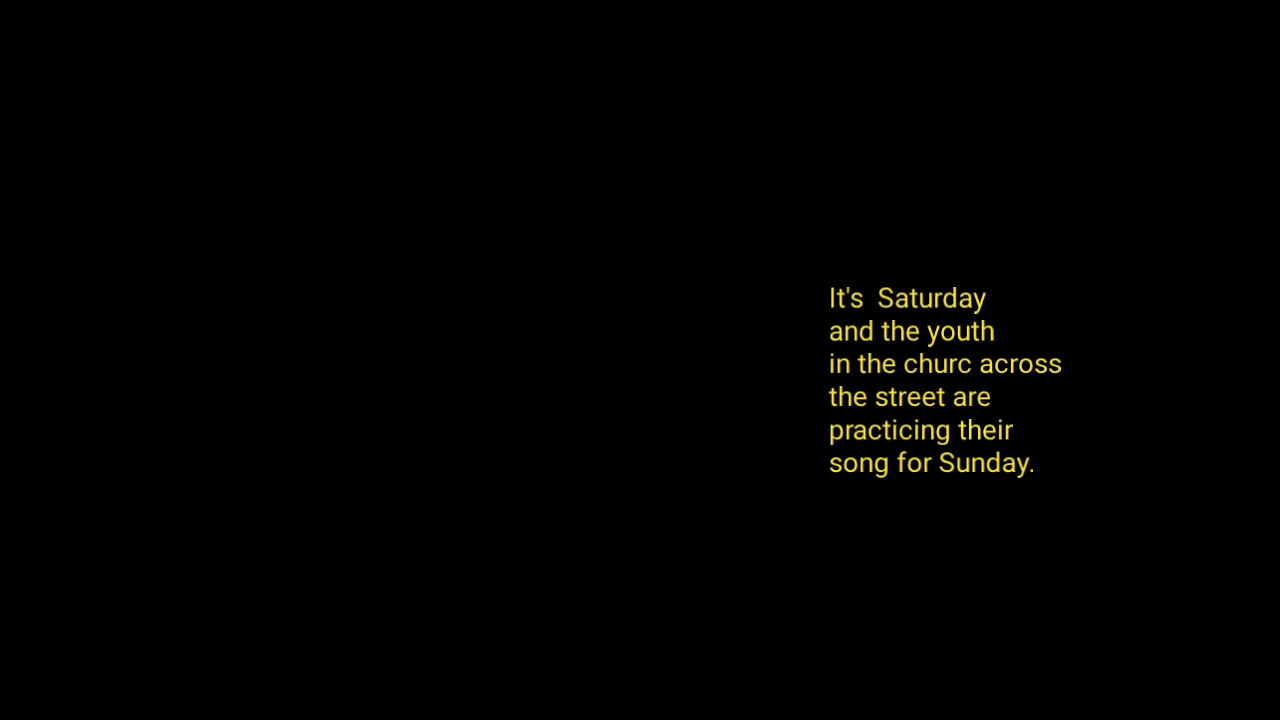 It's  Saturday
and the youth
in the churc across
the street are
practicing their
song for Sunday.